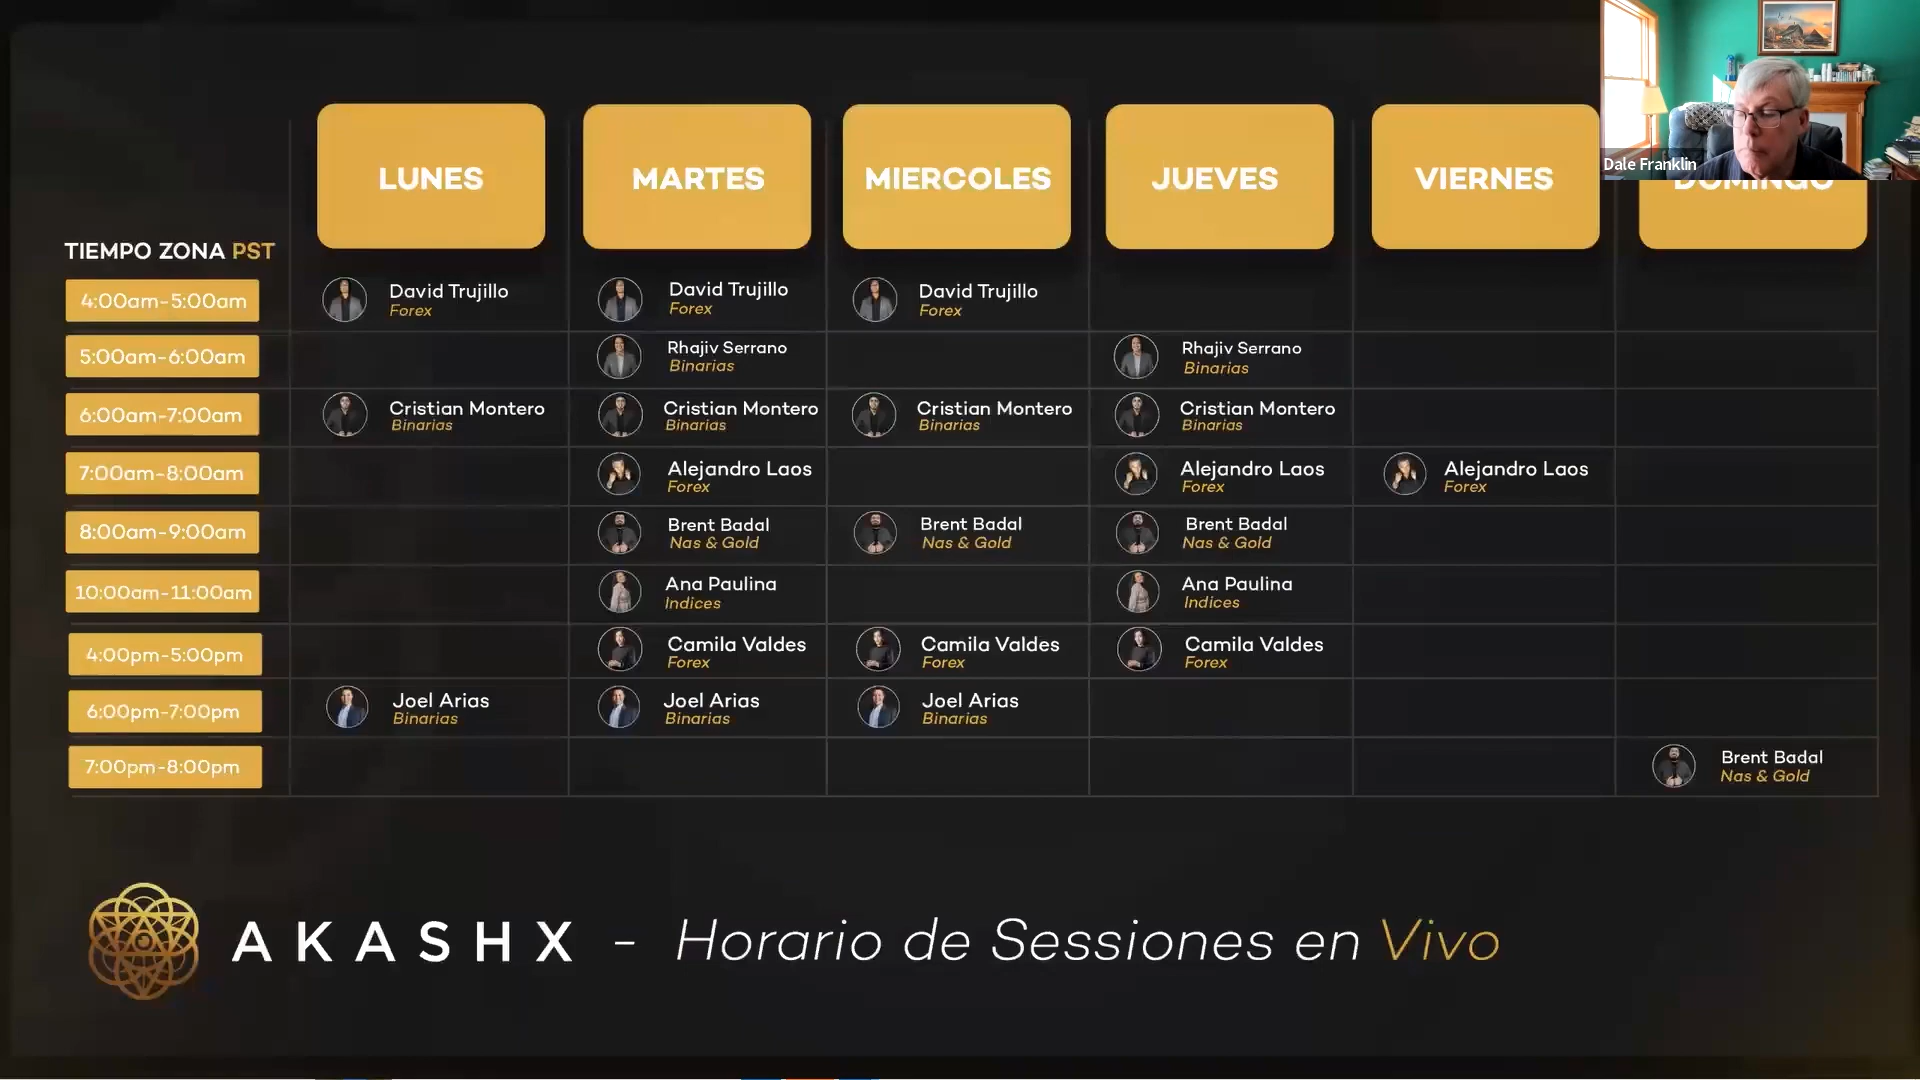 LUNES
MARTES
MIERCOLES
JUEVES
VIERNES
DOMINGO
Dale Franklin
TIEMPO ZONA PST
4:00am-5:00am
David Trujillo
Forex
David Trujillo
Forex
David Trujillo
Forex
5:00am-6:00am
Rhajiv Serrano
Binarias
Rhajiv Serrano
Binarias
6:00am-7:00am
Cristian Montero
Binarias
Cristian Montero
Binarias
Cristian Montero
Binarias
Cristian Montero
Binarias
7:00am-8:00am
Alejandro Laos
Forex
Alejandro Laos
Forex
Alejandro Laos
Forex
8:00am-9:00am
Brent Badal
Nas & Gold
Brent Badal
Nas & Gold
Brent Badal
Nas & Gold
10:00am-11:00am
Ana Paulina
Indices
Ana Paulina
Indices
4:00pm-5:00pm
Camila Valdes
Forex
Camila Valdes
Forex
Camila Valdes
Forex
6:00pm-7:00pm
Joel Arias
Binarias
Joel Arias
Binarias
Joel Arias
Binarias
7:00pm-8:00pm
Brent Badal
Nas & Gold
AKASHX - Horario de Sessiones en Vivo